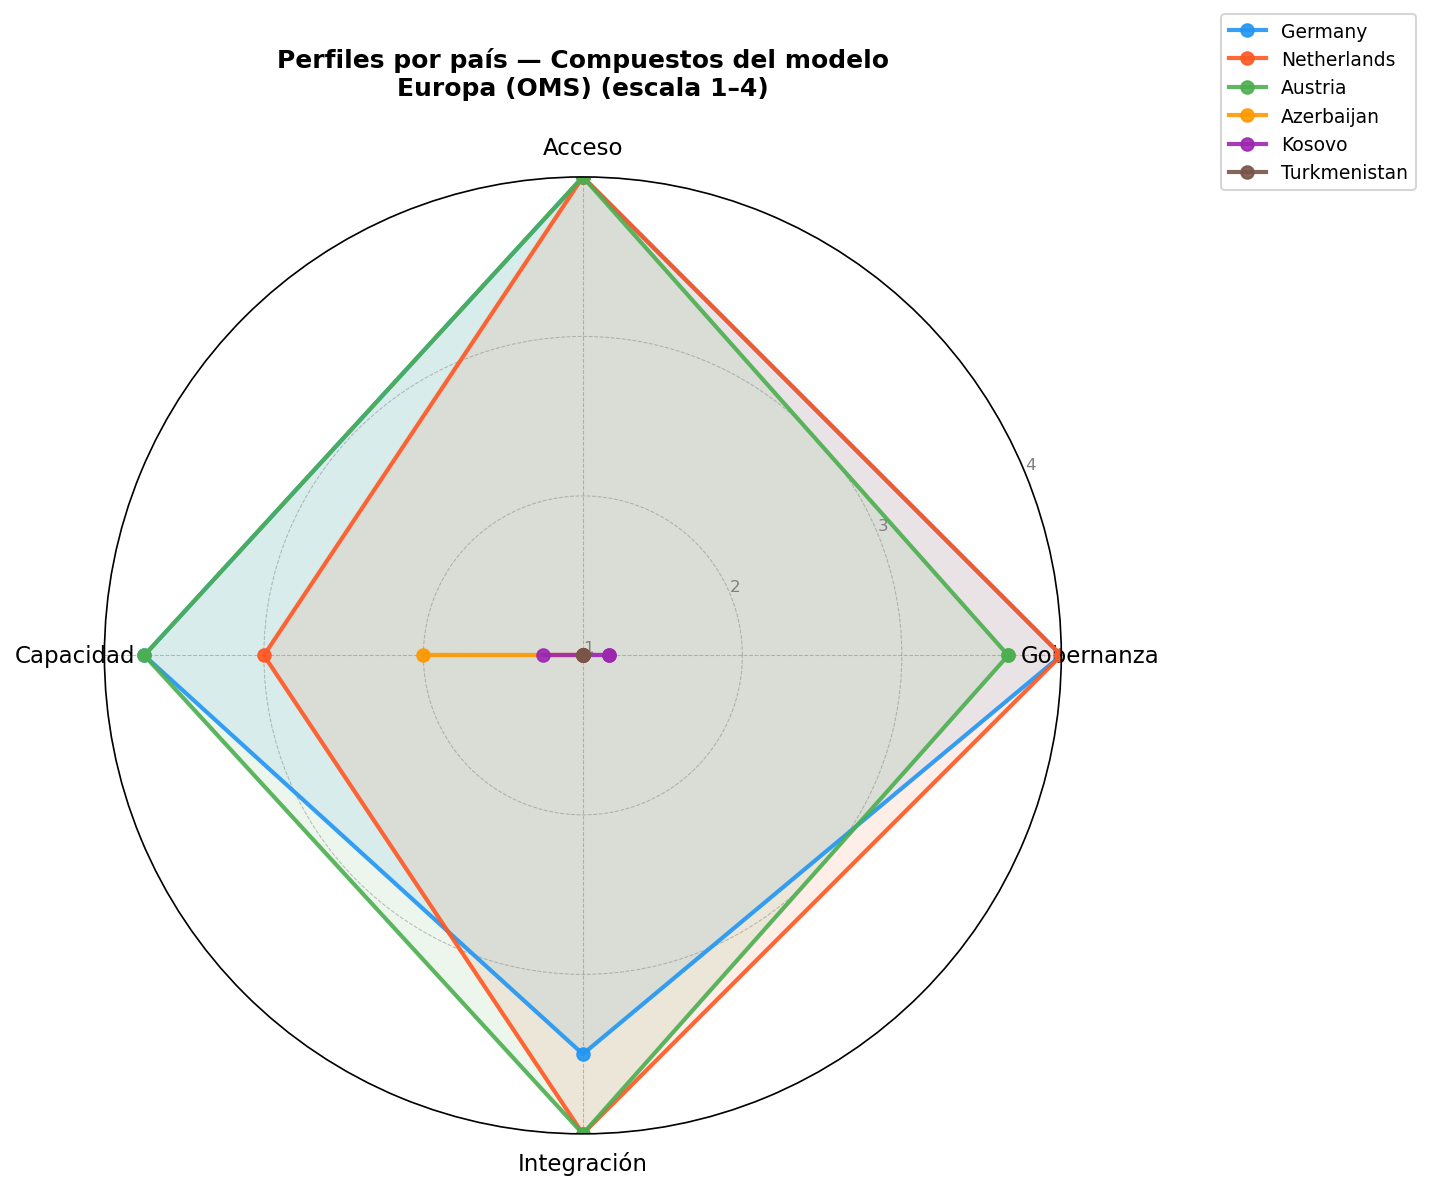 Perfiles por país — Compuestos del modelo
Europa (OMS) (escala 1–4)
Germany
Netherlands
Austria
Azerbaijan
Kosovo
Turkmenistan
Acceso
4
3
2
1
Capacidad
Gobernanza
Integración